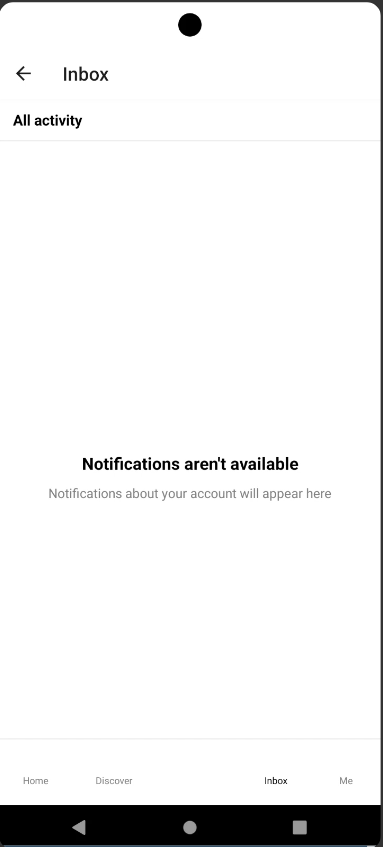 Inbox
All activity
Notifications aren't available
Notifications about your account will appear here
Home Discover Inbox Me